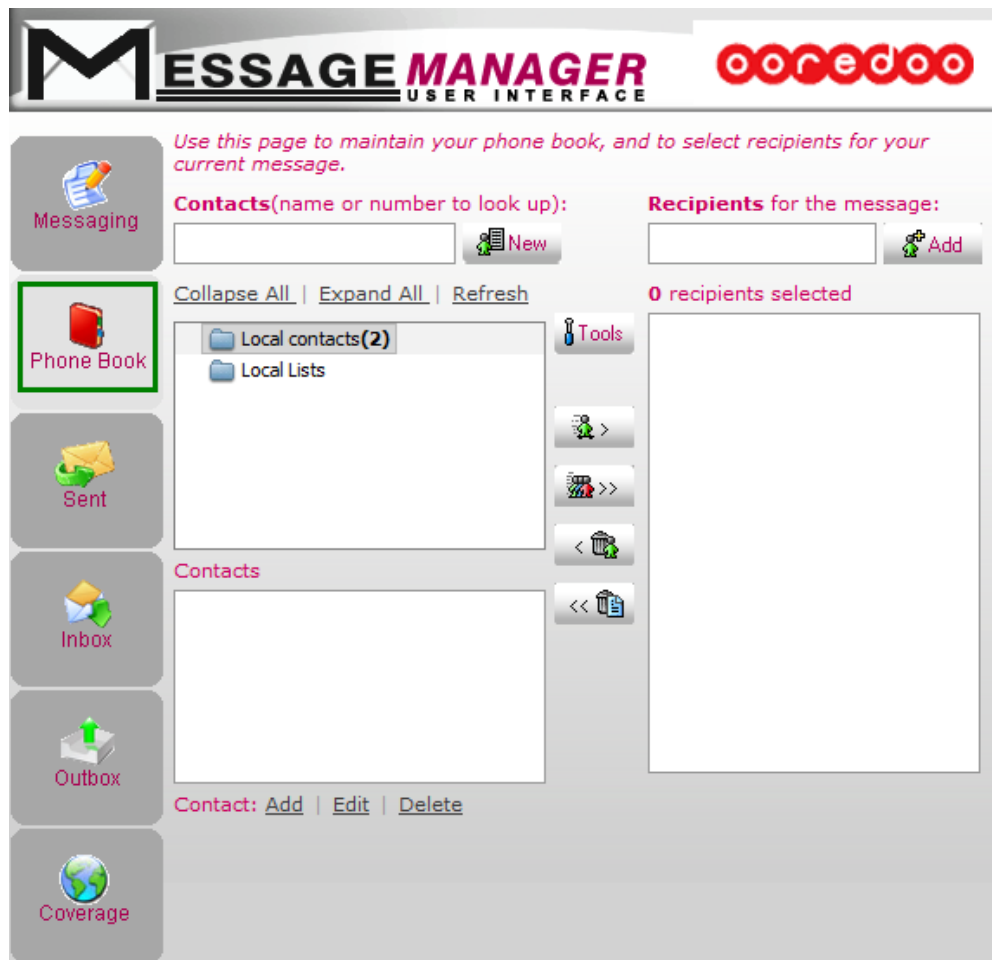 MESSAGE MANAGER
USER INTERFACE
ooredoo
Use this page to maintain your phone book, and to select recipients for your
current message.
Messaging
Contacts(name or number to look up):
Recipients for the message:
New
Add
Collapse All | Expand All | Refresh
0 recipients selected
Phone Book
Local contacts(2)
Tools
Local Lists
>
>>
Sent
<
Contacts
<<
Inbox
Outbox
Contact: Add | Edit | Delete
Coverage